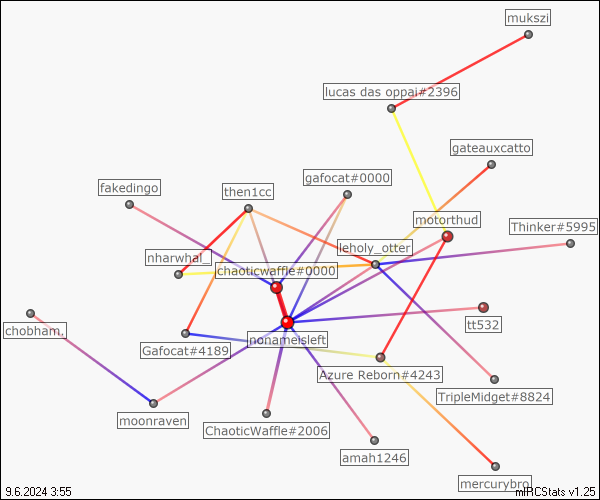 mukszi
lucas das oppai#2396
gateauxcatto
gafocat#0000
fakedingo
then1cc
motorthud
Thinker#5995
leholy_otter
nharwhal_
chaoticwaffle#0000
tt532
chobham,
nonameisleft
Gafocat#4189
Azure Reborn#4243
TripleMidget#8824
moonraven
ChaoticWaffle#2006
amah1246
mercurybro
9.6.2024 3:55
mIRCStats v1.25